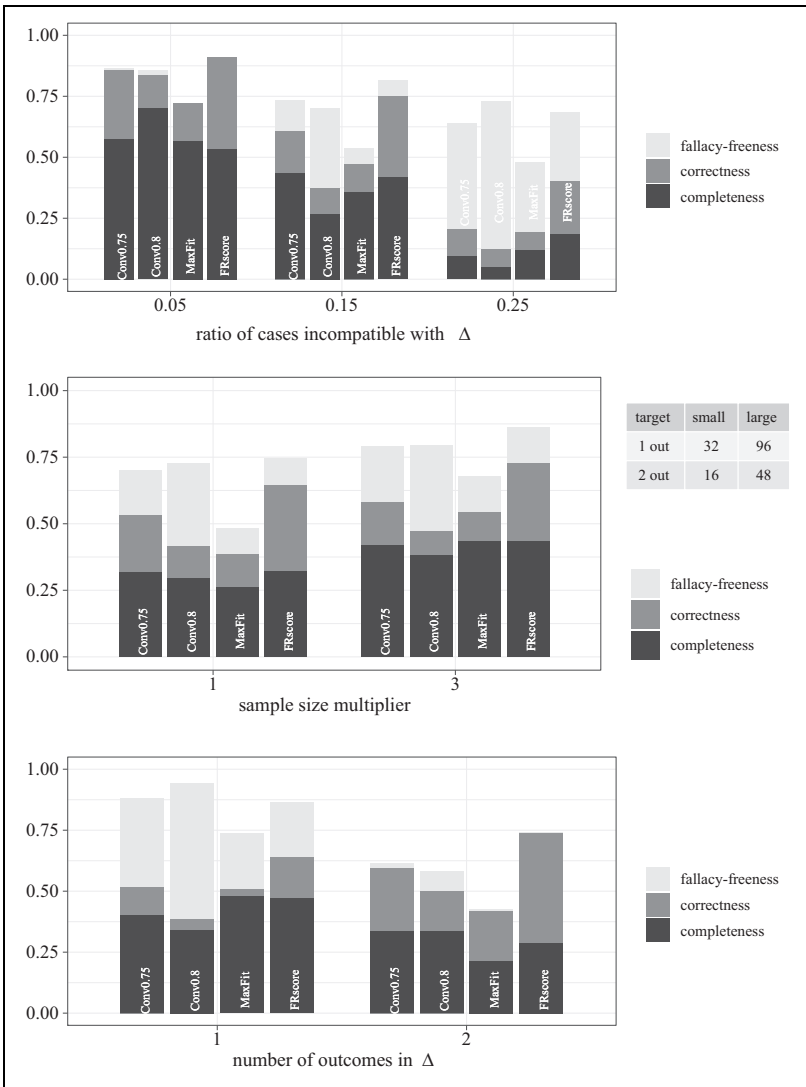 1.00
0.75
0.50
0.25
0.00
Conv0.75
Conv0.8
MaxFit
FRscore
Conv0.75
Conv0.8
MaxFit
FRscore
Conv0.75
Conv0.8
MaxFit
FRscore
0.05 0.15 0.25
ratio of cases incompatible with Δ
fallacy-freeness
correctness
completeness
1.00
0.75
0.50
0.25
0.00
Conv0.75
Conv0.8
MaxFit
FRscore
Conv0.75
Conv0.8
MaxFit
FRscore
1 3
sample size multiplier
target small large
1 out 32 96
2 out 16 48
fallacy-freeness
correctness
completeness
1.00
0.75
0.50
0.25
0.00
Conv0.75
Conv0.8
MaxFit
FRscore
Conv0.75
Conv0.8
MaxFit
FRscore
1 2
number of outcomes in Δ
fallacy-freeness
correctness
completeness